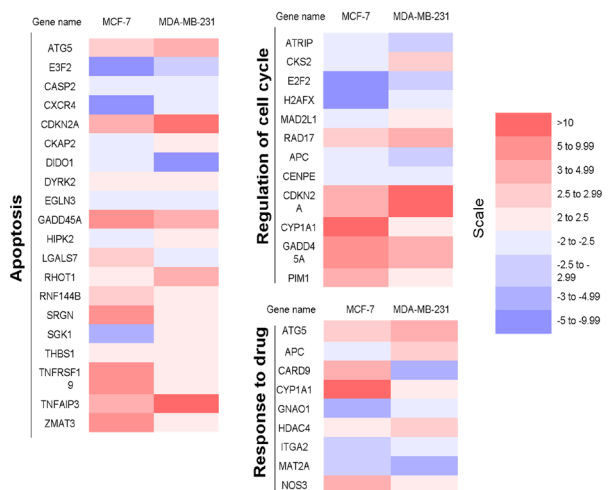 Gene name MCF-7 MDA-MB-231
Apoptosis
ATG5
E3F2
CASP2
CXCR4
CDKN2A
CKAP2
DIDO1
DYRK2
EGLN3
GADD45A
HIPK2
LGALS7
RHOT1
RNF144B
SRGN
SGK1
THBS1
TNFRSF1
9
TNFAIP3
ZMAT3
Gene name MCF-7 MDA-MB-231
Regulation of cell cycle
ATRIP
CKS2
E2F2
H2AFX
MAD2L1
RAD17
APC
CENPE
CDKN2
A
CYP1A1
GADD4
5A
PIM1
Gene name MCF-7 MDA-MB-231
Response to drug
ATG5
APC
CARD9
CYP1A1
GNAO1
HDAC4
ITGA2
MAT2A
NOS3
Scale
>10
5 to 9.99
3 to 4.99
2.5 to 2.99
2 to 2.5
-2 to -2.5
-2.5 to -
2.99
-3 to -4.99
-5 to -9.99